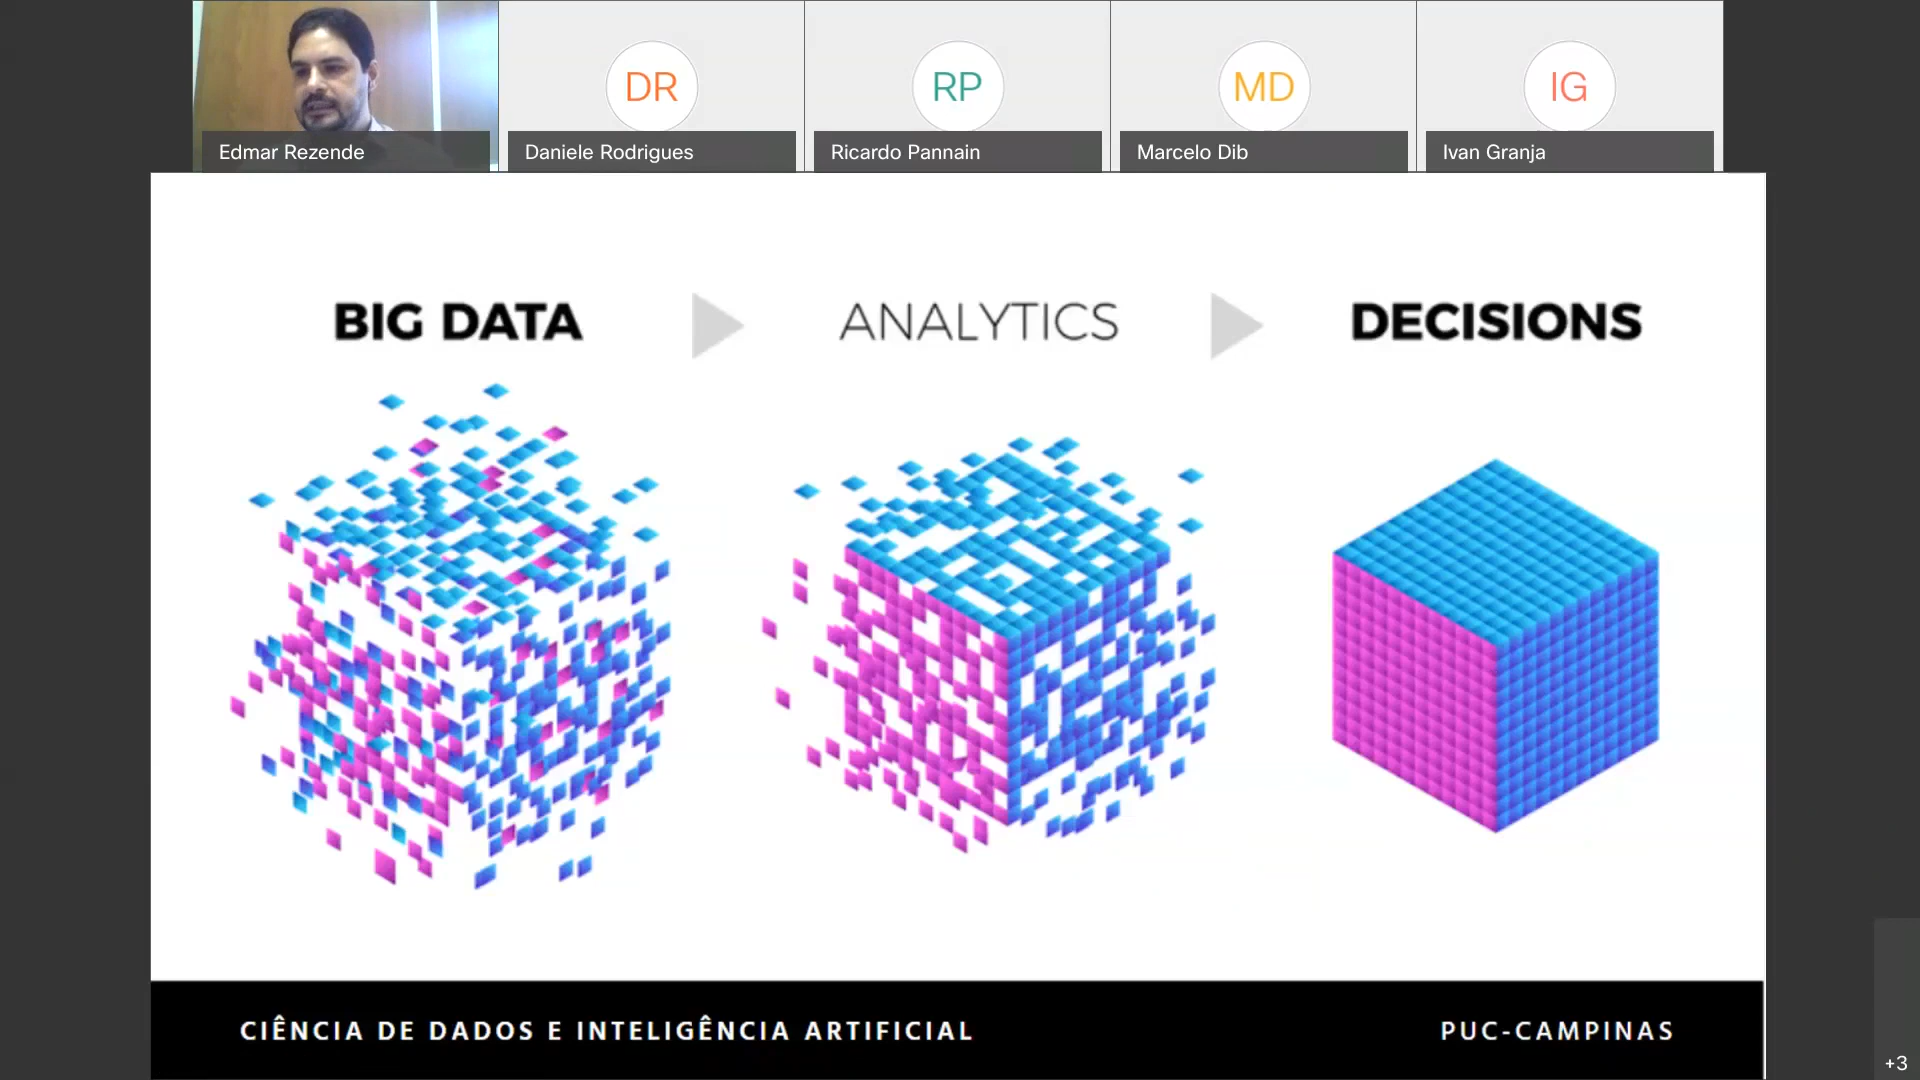 DR
RP
MD
IG
Edmar Rezende
Daniele Rodrigues
Ricardo Pannain
Marcelo Dib
Ivan Granja
BIG DATA
ANALYTICS
DECISIONS
CIÊNCIA DE DADOS E INTELIGÊNCIA ARTIFICIAL
PUC-CAMPINAS
+3